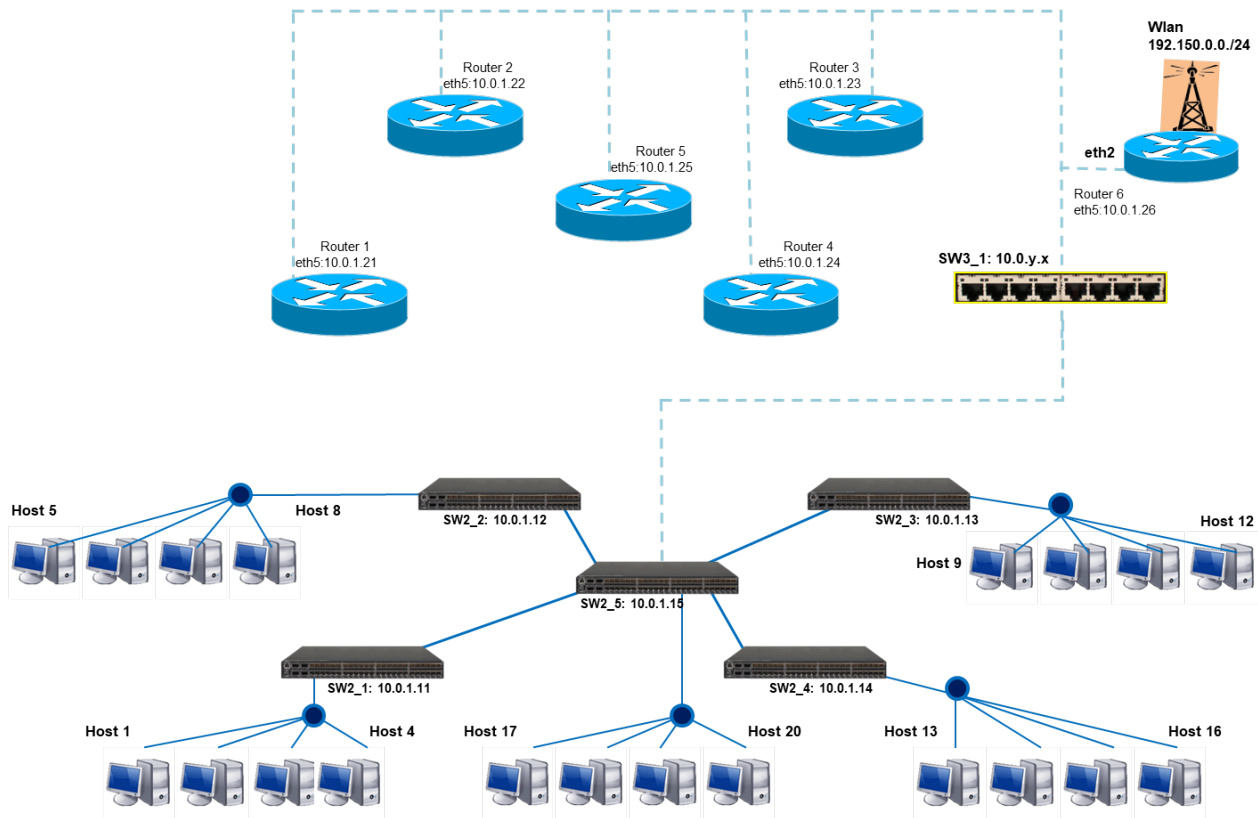 Wlan
192.150.0.0./24
Router 2
eth5:10.0.1.22
Router 3
eth5:10.0.1.23
Router 5
eth5:10.0.1.25
eth2
Router 6
eth5:10.0.1.26
Router 1
eth5:10.0.1.21
Router 4
eth5:10.0.1.24
SW3_1: 10.0.y.x
Host 5
Host 8
SW2_2: 10.0.1.12
SW2_3: 10.0.1.13
Host 12
Host 9
SW2_5: 10.0.1.15
SW2_1: 10.0.1.11
SW2_4: 10.0.1.14
Host 1
Host 4
Host 17
Host 20
Host 13
Host 16